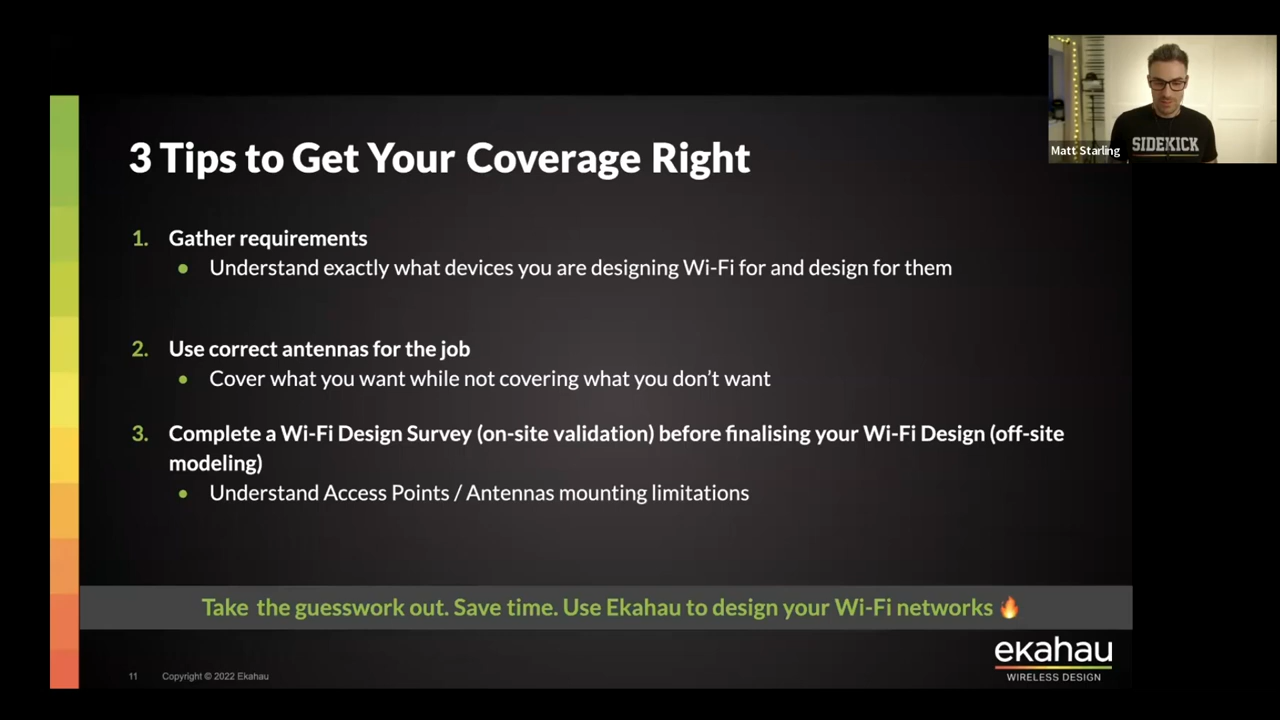 3 Tips to Get Your Coverage Right
Matt Starling
SIDEKICK
1. Gather requirements
• Understand exactly what devices you are designing Wi-Fi for and design for them
2. Use correct antennas for the job
• Cover what you want while not covering what you don’t want
3. Complete a Wi-Fi Design Survey (on-site validation) before finalising your Wi-Fi Design (off-site
modeling)
• Understand Access Points / Antennas mounting limitations
Take the guesswork out. Save time. Use Ekahau to design your Wi-Fi networks 🔥
ekahau
WIRELESS DESIGN
11 Copyright © 2022 Ekahau